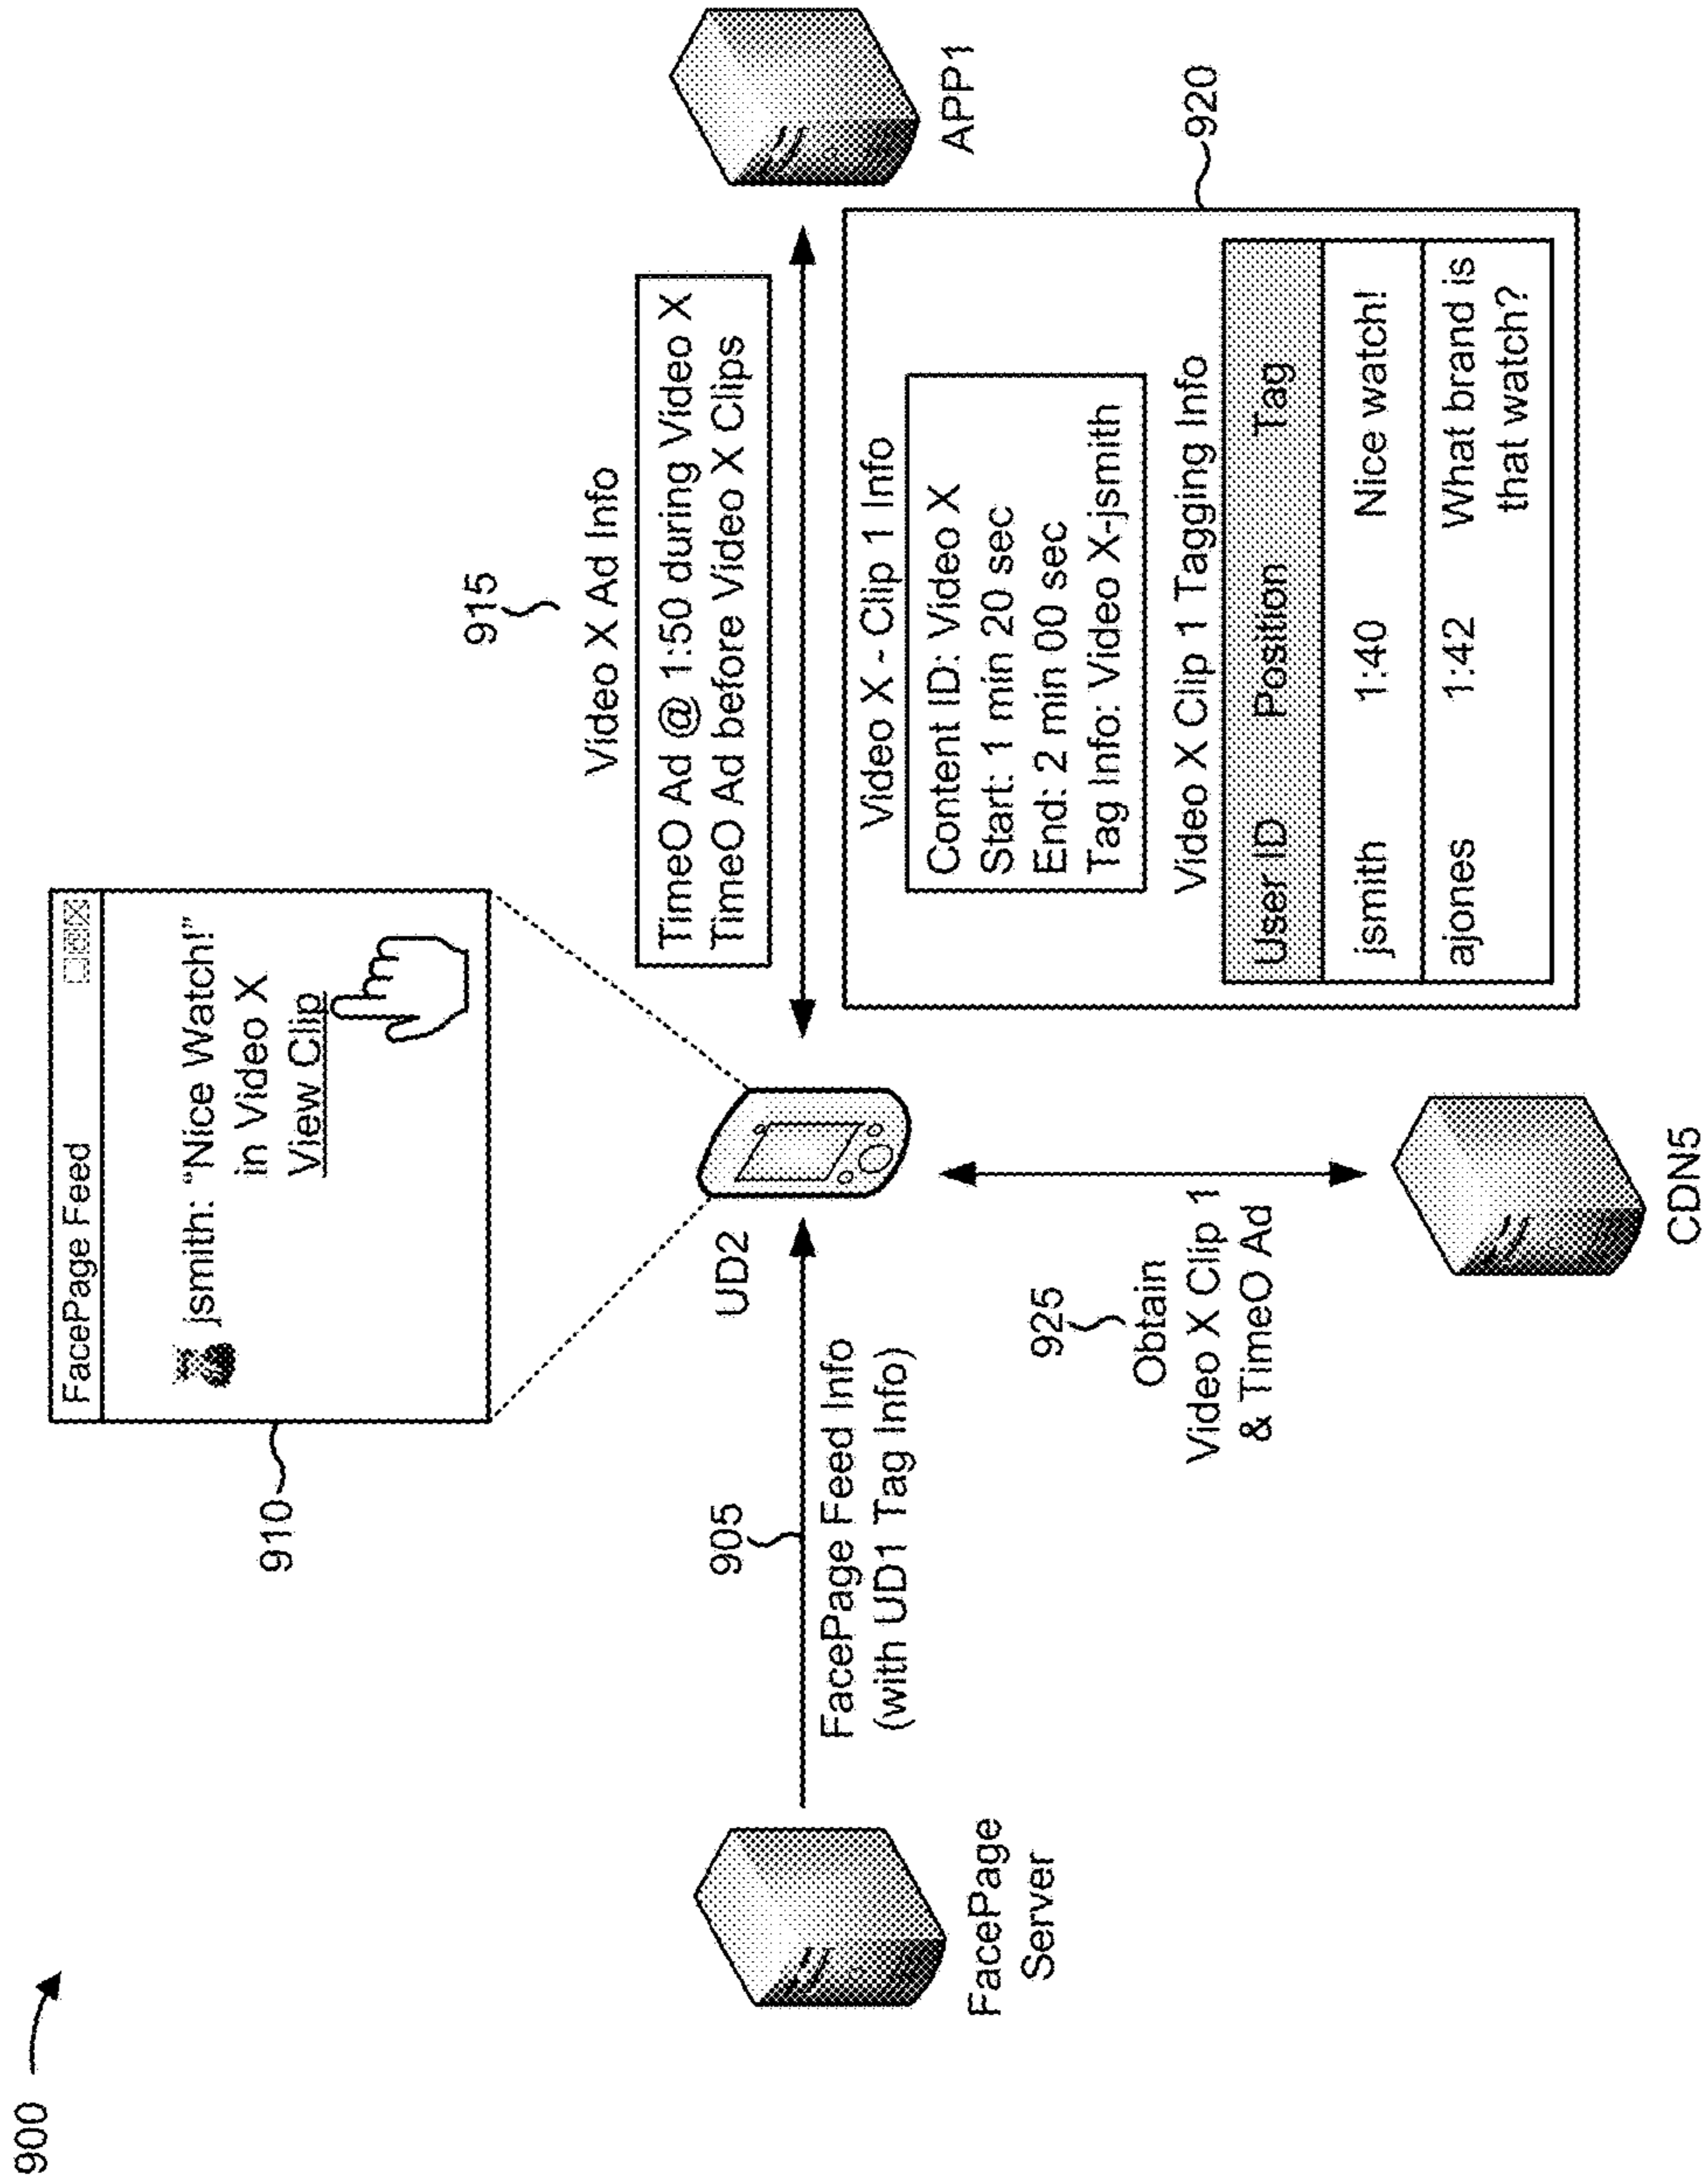 900
FacePage Feed
jsmith: “Nice Watch!”
in Video X
View Clip
910
915
Video X Ad Info
TimeO Ad @ 1:50 during Video X
TimeO Ad before Video X Clips
905
FacePage Feed Info
(with UD1 Tag Info)
UD2
FacePage
Server
APP1
920
Video X - Clip 1 Info
Content ID: Video X
Start: 1 min 20 sec
End: 2 min 00 sec
Tag Info: Video X-jsmith
Video X Clip 1 Tagging Info
User ID Position Tag
jsmith 1:40 Nice watch!
ajones 1:42 What brand is
that watch?
925
Obtain
Video X Clip 1
& TimeO Ad
CDN5